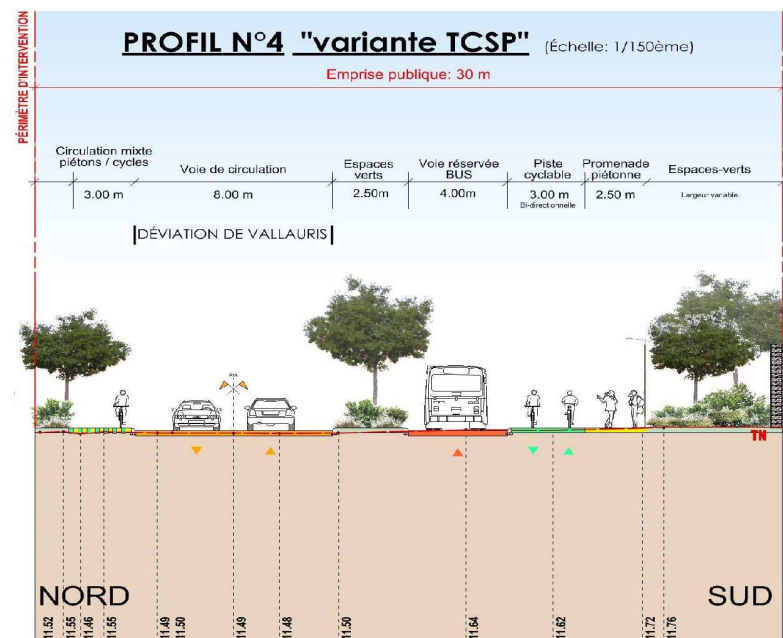 PROFIL N°4 "variante TCSP" (Échelle: 1/150ème)
Emprise publique: 30 m
PÉRIMÈTRE D'INTERVENTION
Circulation mixte
piétons / cycles
3.00 m
Voie de circulation
8.00 m
Espaces
verts
2.50m
Voie réservée
BUS
4.00m
Piste
cyclable
3.00 m
Bi-directionnelle
Promenade
piétonne
2.50 m
Espaces-verts
Largeur variable
DÉVIATION DE VALLAURIS
Axe
TN
NORD
SUD
11.52
11.55
11.46
11.55
11.49
11.50
11.49
11.48
11.50
11.64
11.62
11.72
11.76